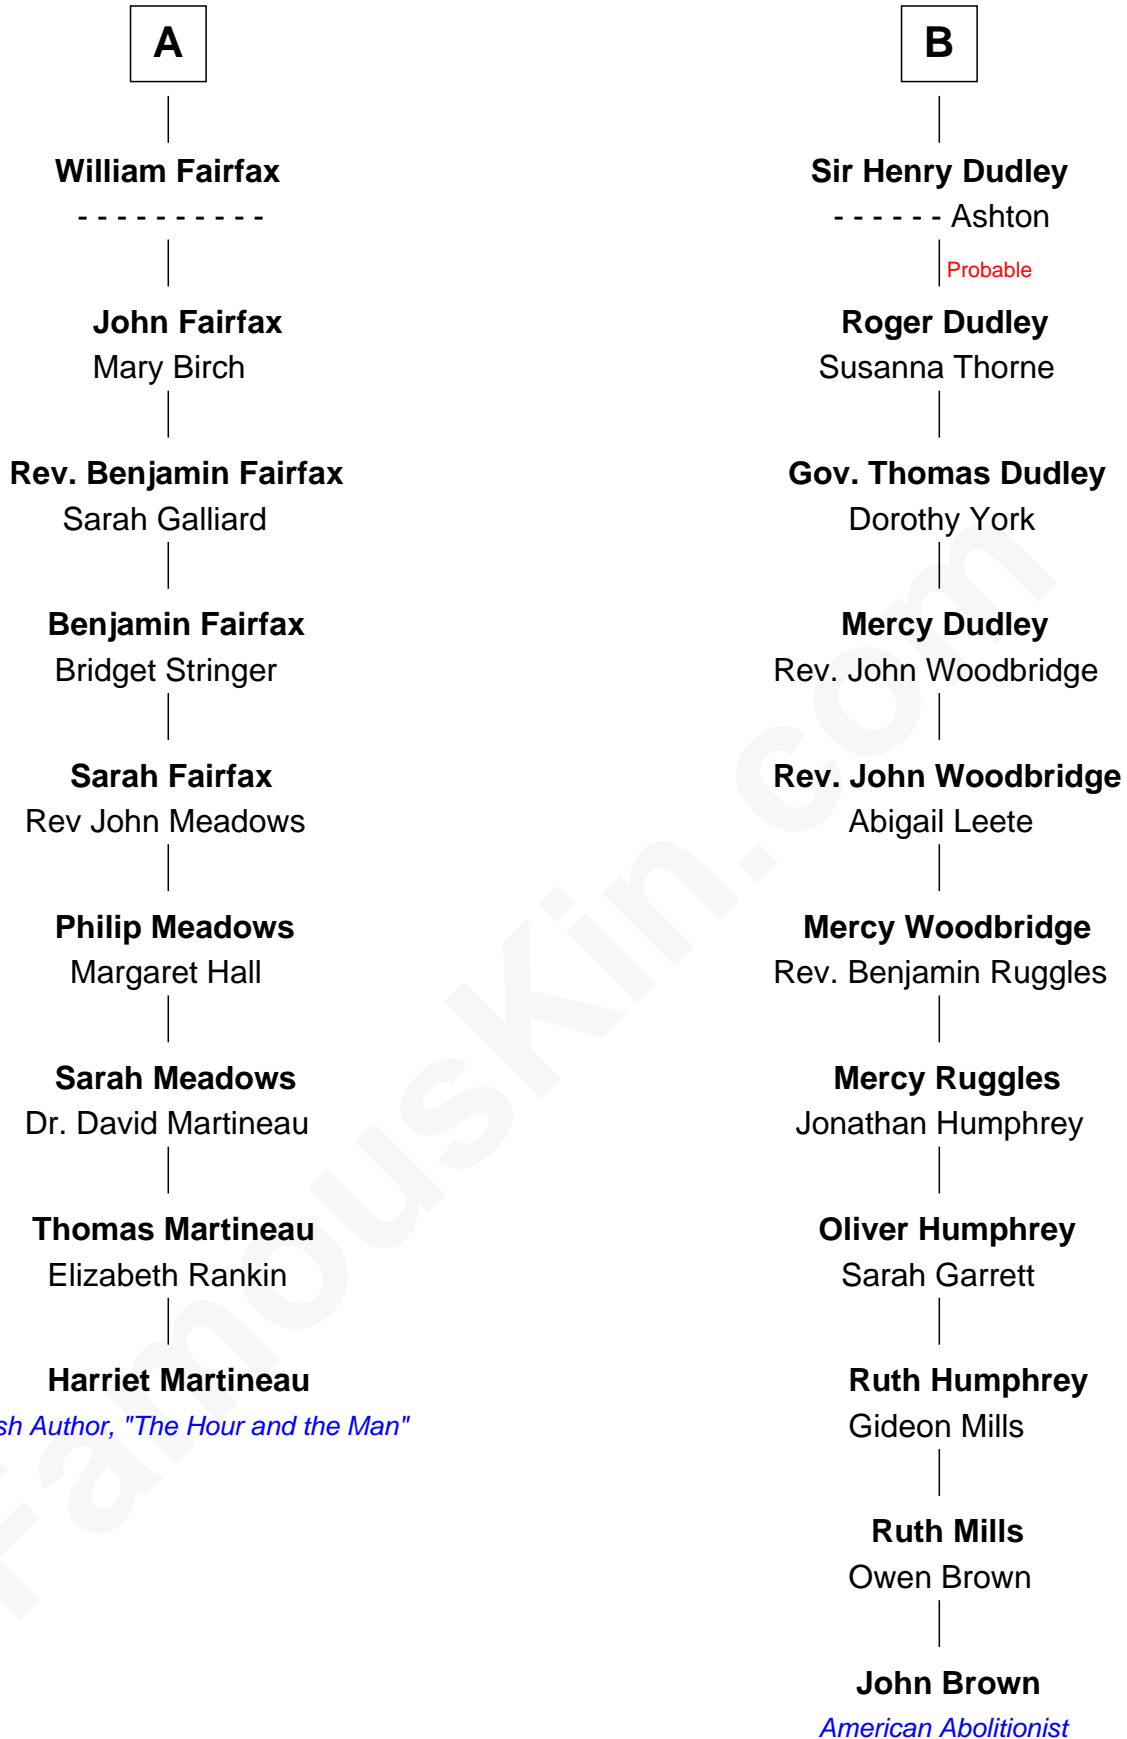 A
William Fairfax
- - - - - - - - - -
John Fairfax
Mary Birch
Rev. Benjamin Fairfax
Sarah Galliard
Benjamin Fairfax
Bridget Stringer
Sarah Fairfax
Rev John Meadows
Philip Meadows
Margaret Hall
Sarah Meadows
Dr. David Martineau
Thomas Martineau
Elizabeth Rankin
Harriet Martineau
Author, "The Hour and the Man"
B
Sir Henry Dudley
- - - - - - Ashton
Probable
Roger Dudley
Susanna Thorne
Gov. Thomas Dudley
Dorothy York
Mercy Dudley
Rev. John Woodbridge
Rev. John Woodbridge
Abigail Leete
Mercy Woodbridge
Rev. Benjamin Ruggles
Mercy Ruggles
Jonathan Humphrey
Oliver Humphrey
Sarah Garrett
Ruth Humphrey
Gideon Mills
Ruth Mills
Owen Brown
John Brown
American Abolitionist
FamousKin.com